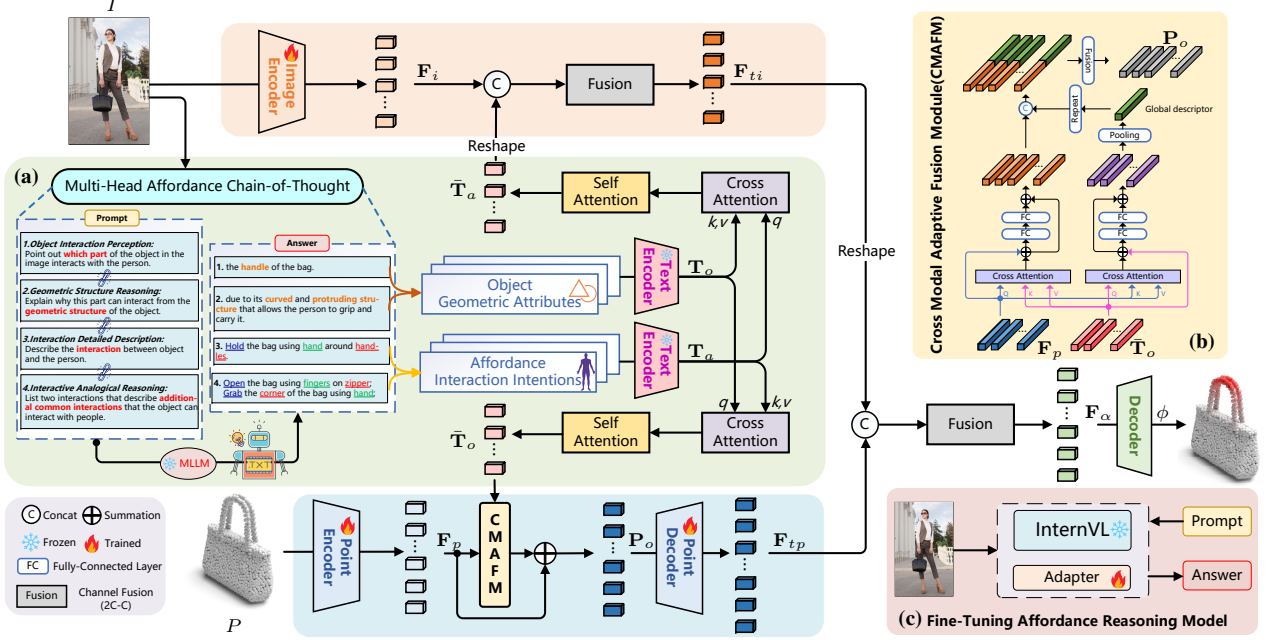 I
Image
Encoder
F_i
C
Fusion
F_ti
Reshape
(a)
Multi-Head Affordance Chain-of-Thought
Prompt
1.Object Interaction Perception:
Point out which part of the object in the
image interacts with the person.
2.Geometric Structure Reasoning:
Explain why this part can interact from the
geometric structure of the object.
3.Interaction Detailed Description:
Describe the interaction between object
and the person.
4.Interactive Analogical Reasoning:
List two interactions that describe addition-
al common interactions that the object can
interact with people.
Answer
1. the handle of the bag.
2. due to its curved and protruding stru-
cture that allows the person to grip and
carry it.
3. Hold the bag using hand around hand-
les.
4. Open the bag using fingers on zipper;
Grab the corner of the bag using hand;
MLLM
.TXT
T̄_a
Self
Attention
Cross
Attention
k,v
q
Object
Geometric Attributes
Text
Encoder
T_o
Affordance
Interaction Intentions
Text
Encoder
T_a
q
k,v
T̄_o
Self
Attention
Cross
Attention
Reshape
C
Fusion
F_α
Decoder
ϕ
C Concat
Summation
Frozen
Trained
FC Fully-Connected Layer
Fusion Channel Fusion
(2C-C)
P
Point
Encoder
F_p
CMAFM
P_o
Point
Decoder
F_tp
Cross Modal Adaptive Fusion Module(CMAFM)
Fusion
P_o
C
Repeat
Global descriptor
Pooling
FC
FC
FC
FC
Cross Attention
Cross Attention
Q
K
V
Q
K
V
F_p
T̄_o
(b)
InternVL
Adapter
Prompt
Answer
(c) Fine-Tuning Affordance Reasoning Model